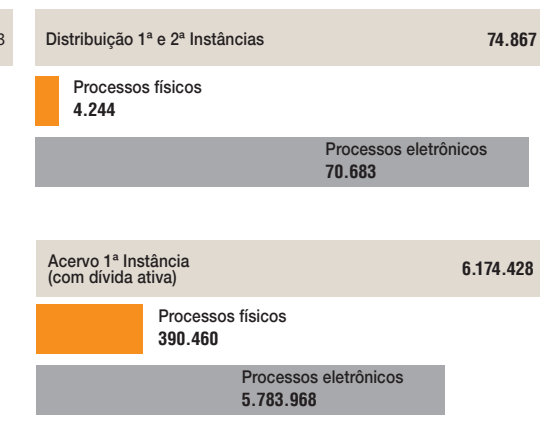 3
Distribuição 1ª e 2ª Instâncias 74.867
Processos físicos
4.244
Processos eletrônicos
70.683
Acervo 1ª Instância
(com dívida ativa)
6.174.428
Processos físicos
390.460
Processos eletrônicos
5.783.968